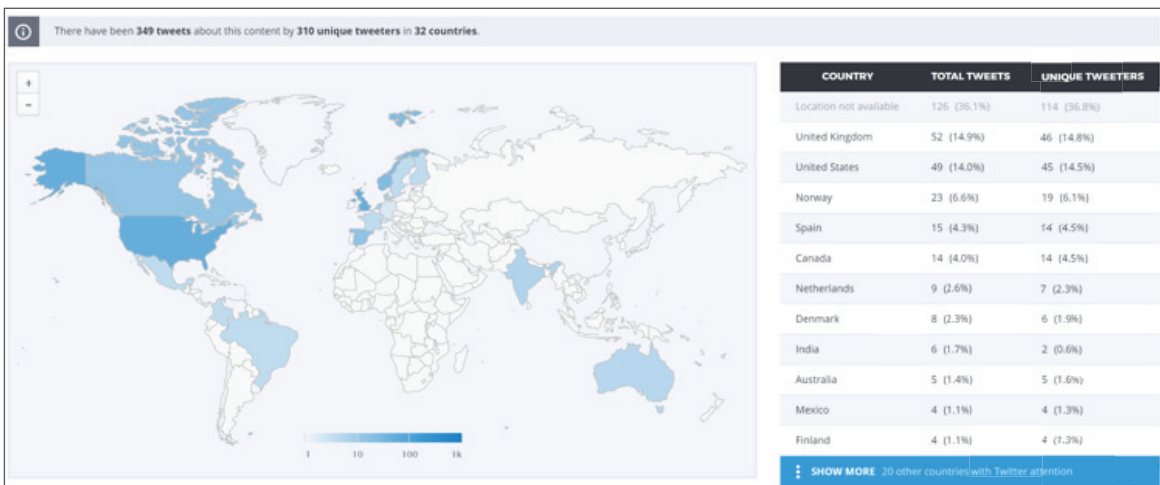 There have been 349 tweets about this content by 310 unique tweeters in 32 countries.
+
−
1 10 100 1k
COUNTRY TOTAL TWEETS UNIQUE TWEETERS
Location not available 126 (36.1%) 114 (36.8%)
United Kingdom 52 (14.9%) 46 (14.8%)
United States 49 (14.0%) 45 (14.5%)
Norway 23 (6.6%) 19 (6.1%)
Spain 15 (4.3%) 14 (4.5%)
Canada 14 (4.0%) 14 (4.5%)
Netherlands 9 (2.6%) 7 (2.3%)
Denmark 8 (2.3%) 6 (1.9%)
India 6 (1.7%) 2 (0.6%)
Australia 5 (1.4%) 5 (1.6%)
Mexico 4 (1.1%) 4 (1.3%)
Finland 4 (1.1%) 4 (1.3%)
SHOW MORE 20 other countries with Twitter attention